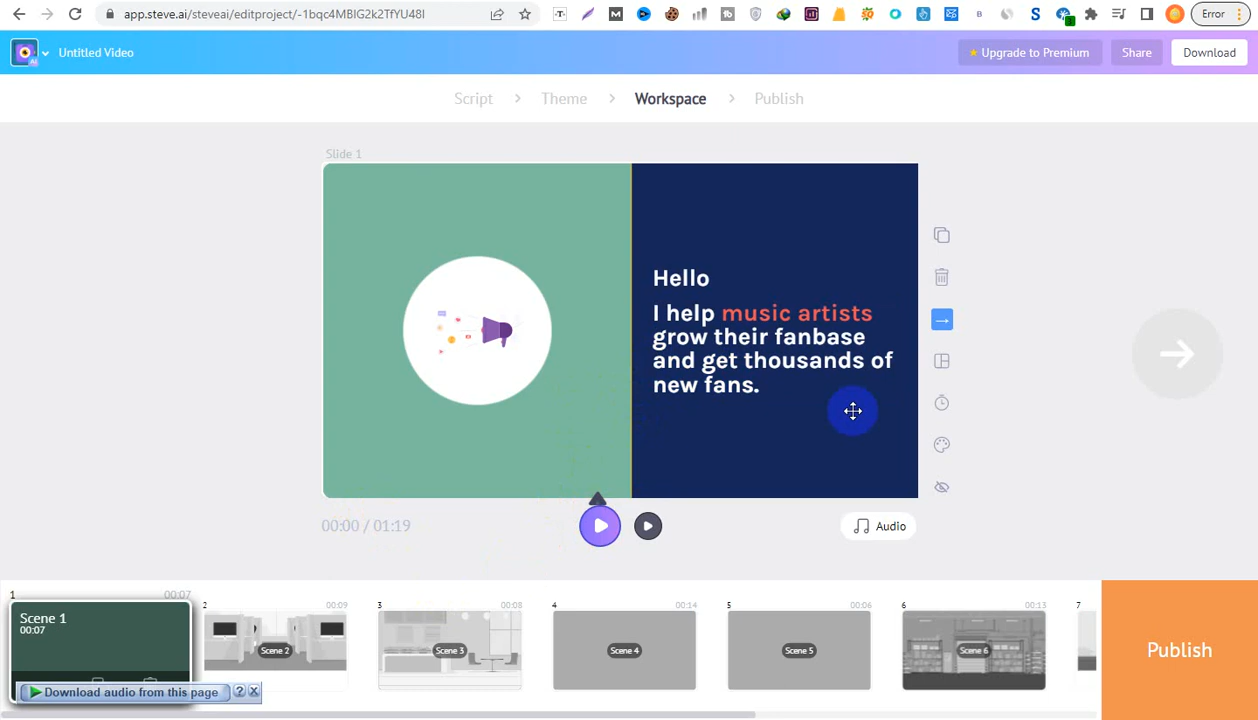 app.steve.ai/steveai/editproject/-1bqc4MBIG2k2TfYU48I
Error
Untitled Video
Upgrade to Premium
Share
Download
Script
Theme
Workspace
Publish
Slide 1
Hello
I help music artists
grow their fanbase
and get thousands of
new fans.
00:00 / 01:19
Audio
1
00:07
2
00:09
3
00:08
4
00:14
5
00:06
6
00:13
7
Scene 1
00:07
Scene 2
Scene 3
Scene 4
Scene 5
Scene 6
Publish
Download audio from this page